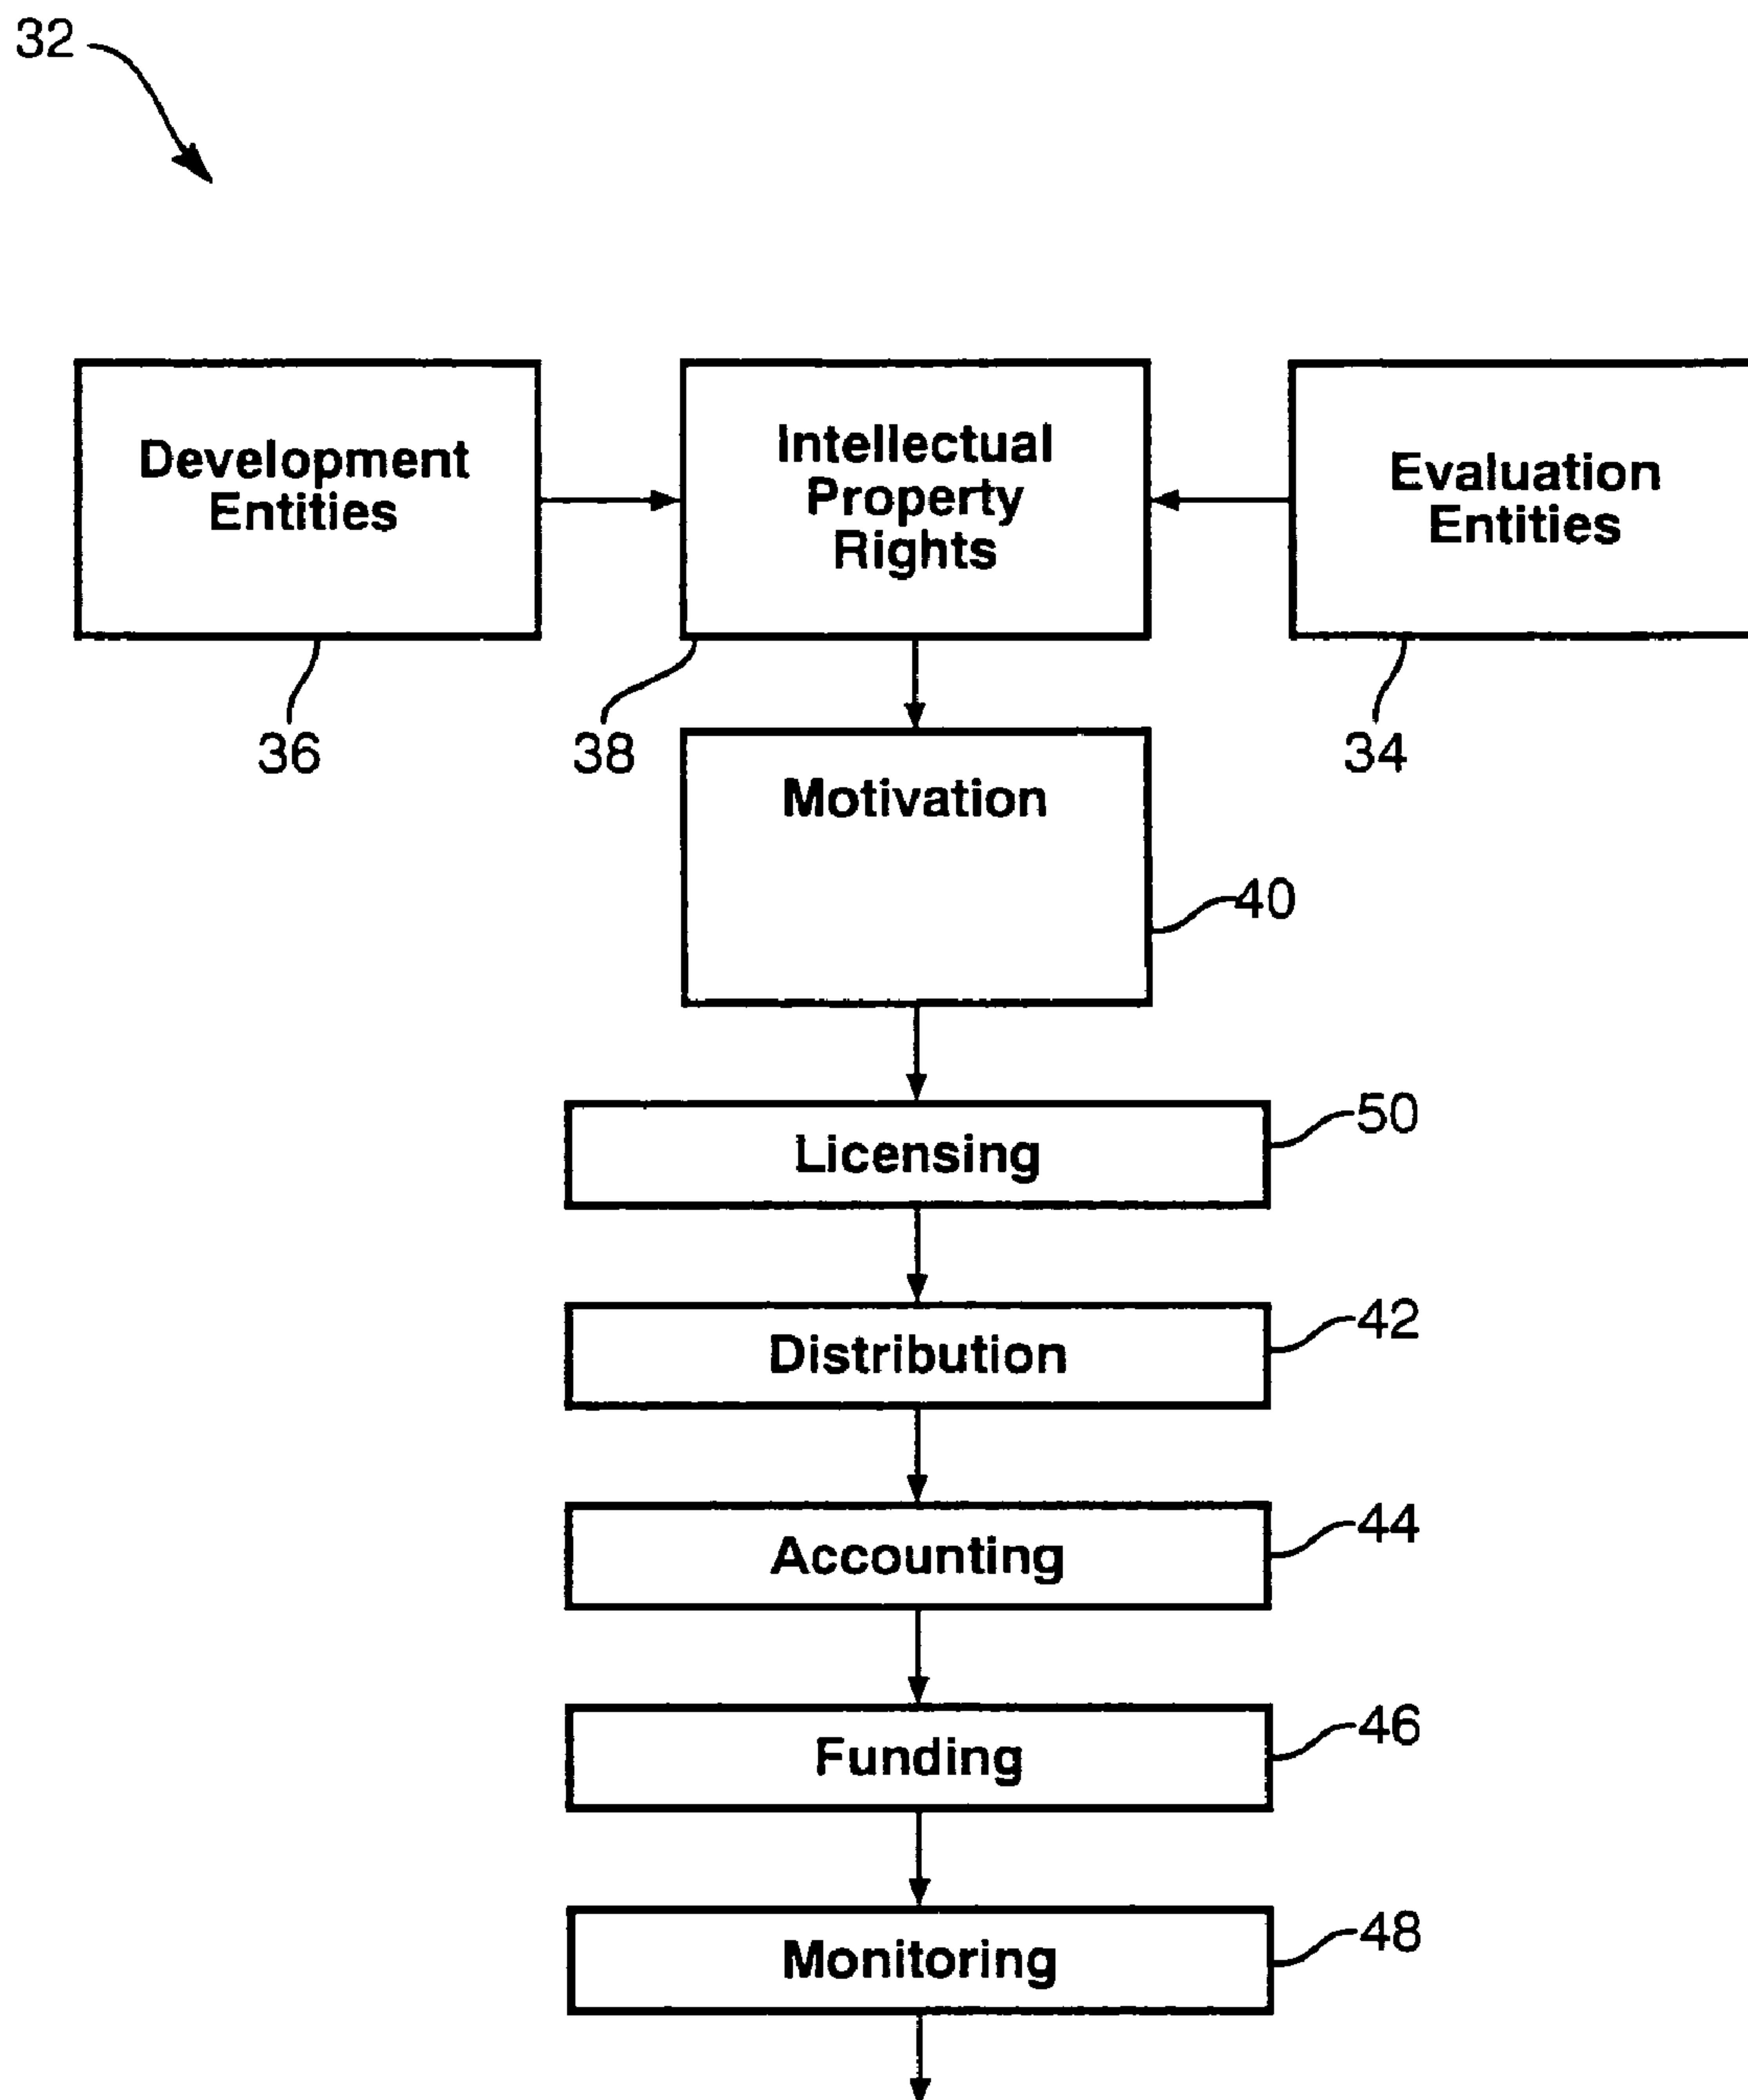 32
Development
Entities
Intellectual
Property
Rights
Evaluation
Entities
36
38
34
Motivation
40
Licensing
50
Distribution
42
Accounting
44
Funding
46
Monitoring
48